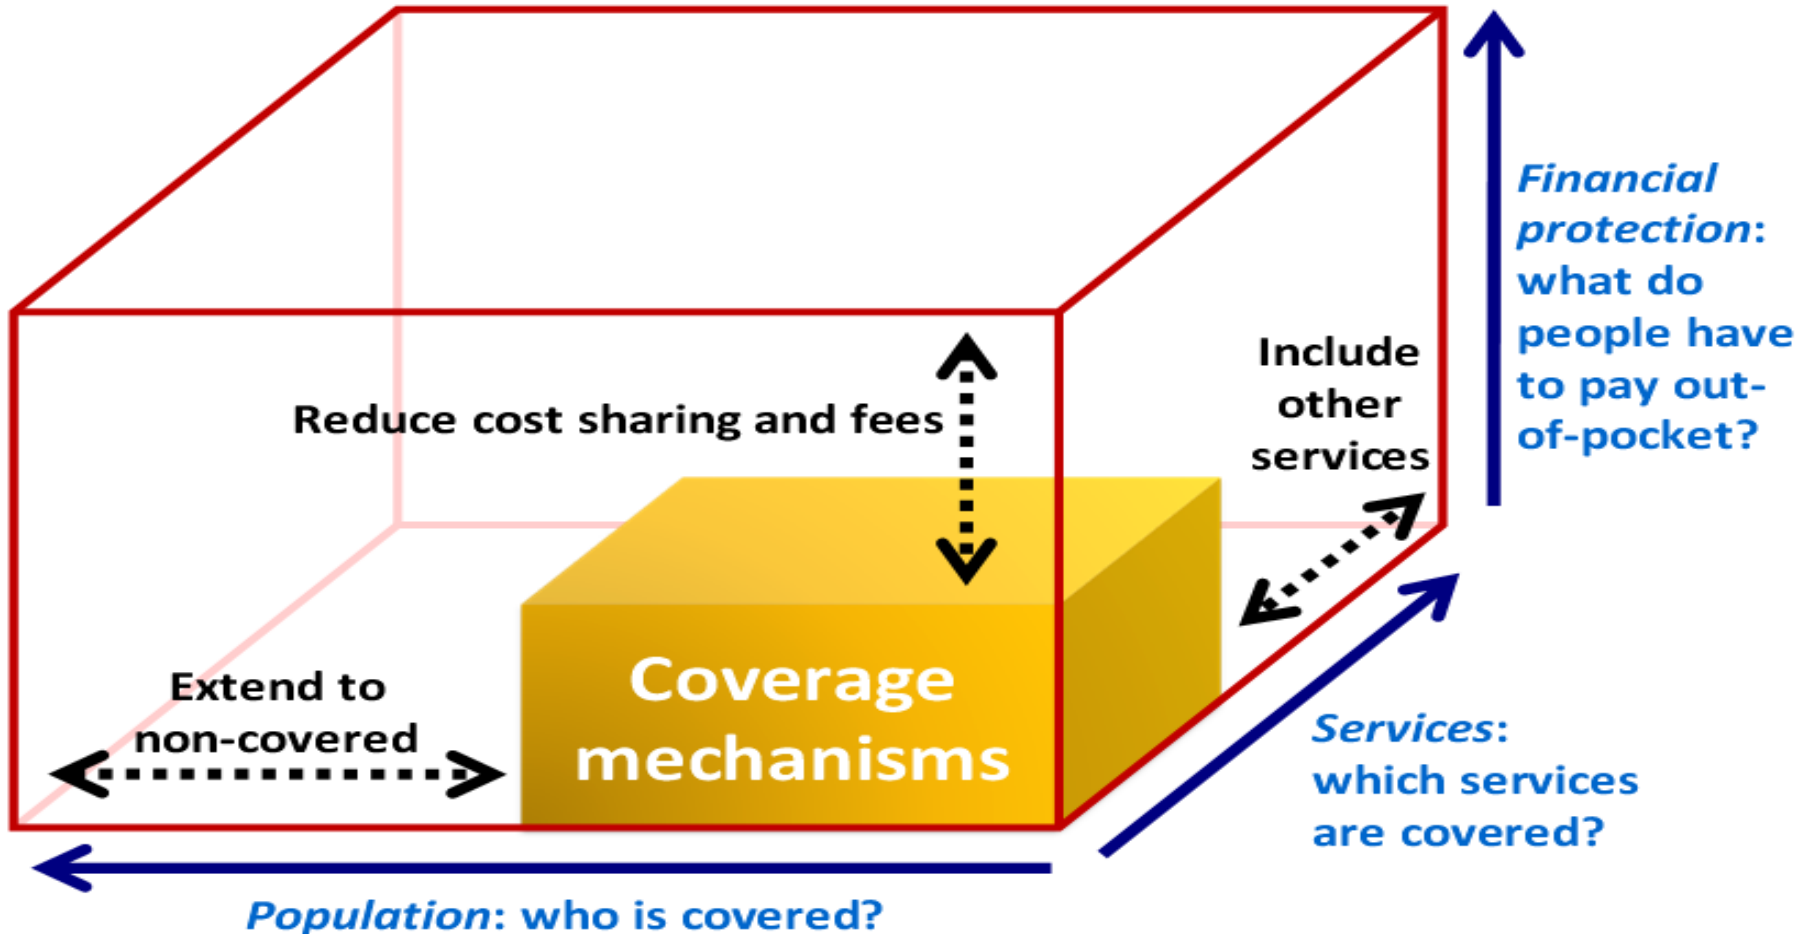 Financial
protection:
what do
people have
to pay out-
of-pocket?
Include
other
services
Reduce cost sharing and fees
Extend to
non-covered
Coverage
mechanisms
Services:
which services
are covered?
Population: who is covered?